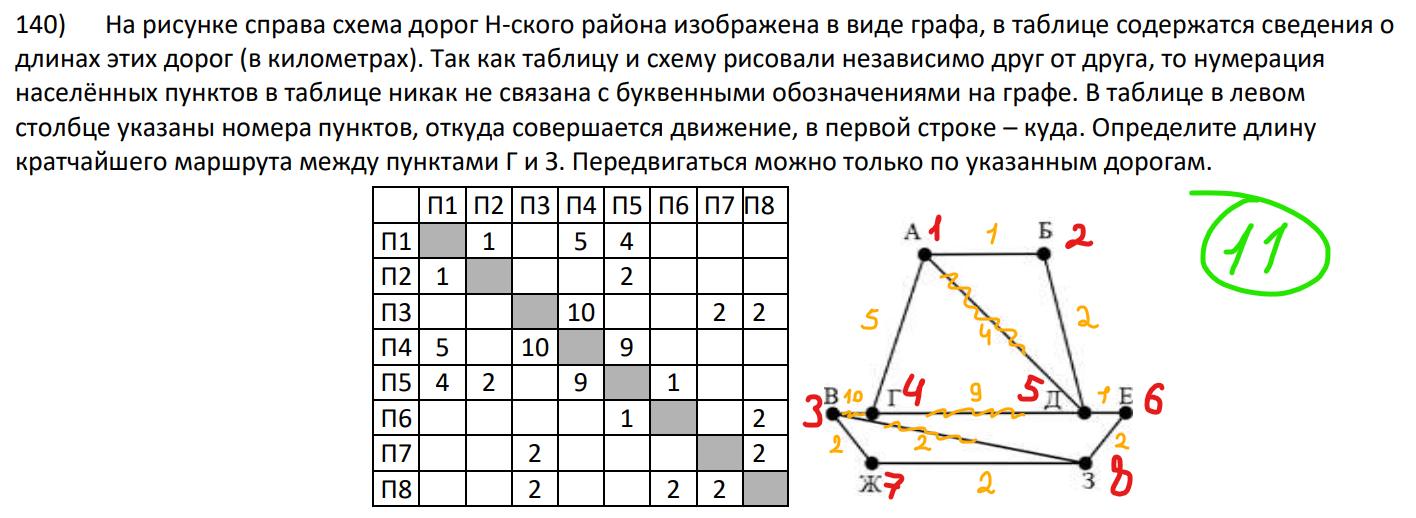 140) На рисунке справа схема дорог Н-ского района изображена в виде графа, в таблице содержатся сведения о
длинах этих дорог (в километрах). Так как таблицу и схему рисовали независимо друг от друга, то нумерация
населённых пунктов в таблице никак не связана с буквенными обозначениями на графе. В таблице в левом
столбце указаны номера пунктов, откуда совершается движение, в первой строке – куда. Определите длину
кратчайшего маршрута между пунктами Г и З. Передвигаться можно только по указанным дорогам.
П1 П2 П3 П4 П5 П6 П7 П8
П1 1 5 4
П2 1 2
П3 10 2 2
П4 5 10 9
П5 4 2 9 1
П6 1 2
П7 2 2
П8 2 2 2
А 1 1 Б 2
5 4 2
3 В 10 Г 4 9 5 Д 1 Е 6
2 2 2
Ж 7 2 З 8
11